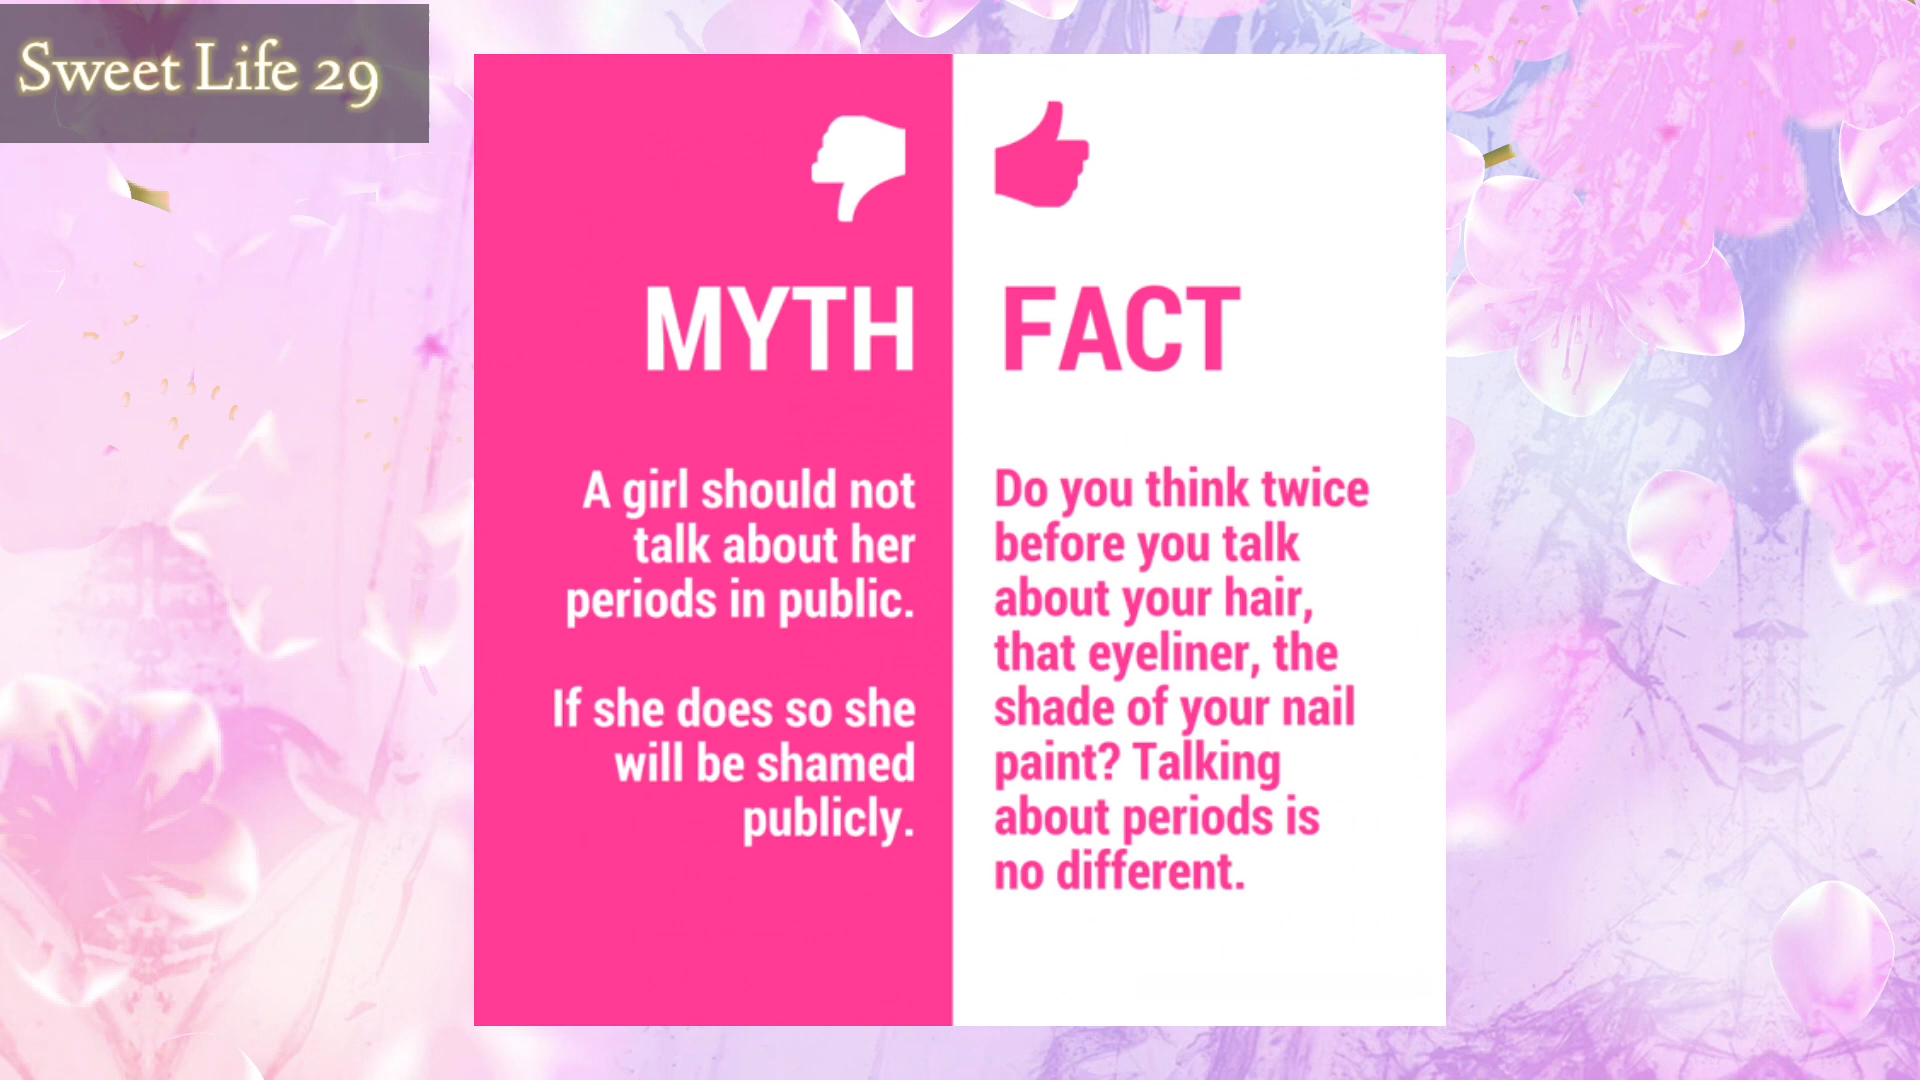 Sweet Life 29
MYTH
A girl should not
talk about her
periods in public.
If she does so she
will be shamed
publicly.
FACT
Do you think twice
before you talk
about your hair,
that eyeliner, the
shade of your nail
paint? Talking
about periods is
no different.